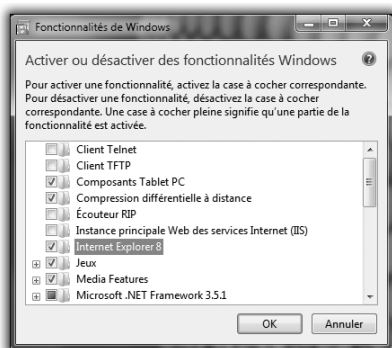 Fonctionnalités de Windows
Activer ou désactiver des fonctionnalités Windows
Pour activer une fonctionnalité, activez la case à cocher correspondante.
Pour désactiver une fonctionnalité, désactivez la case à cocher
correspondante. Une case à cocher pleine signifie qu'une partie de la
fonctionnalité est activée.
Client Telnet
Client TFTP
Composants Tablet PC
Compression différentielle à distance
Écouteur RIP
Instance principale Web des services Internet (IIS)
Internet Explorer 8
Jeux
Media Features
Microsoft .NET Framework 3.5.1
OK
Annuler